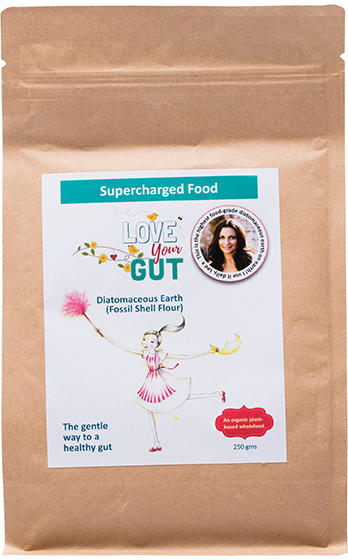 Supercharged Food
LOVE
Your
GUT
This is the highest food-grade diatomaceous earth on earth! I use it daily, Lee
Diatomaceous Earth
(Fossil Shell Flour)
The gentle
way to a
healthy gut
An organic plant-
based wholefood
250 gms